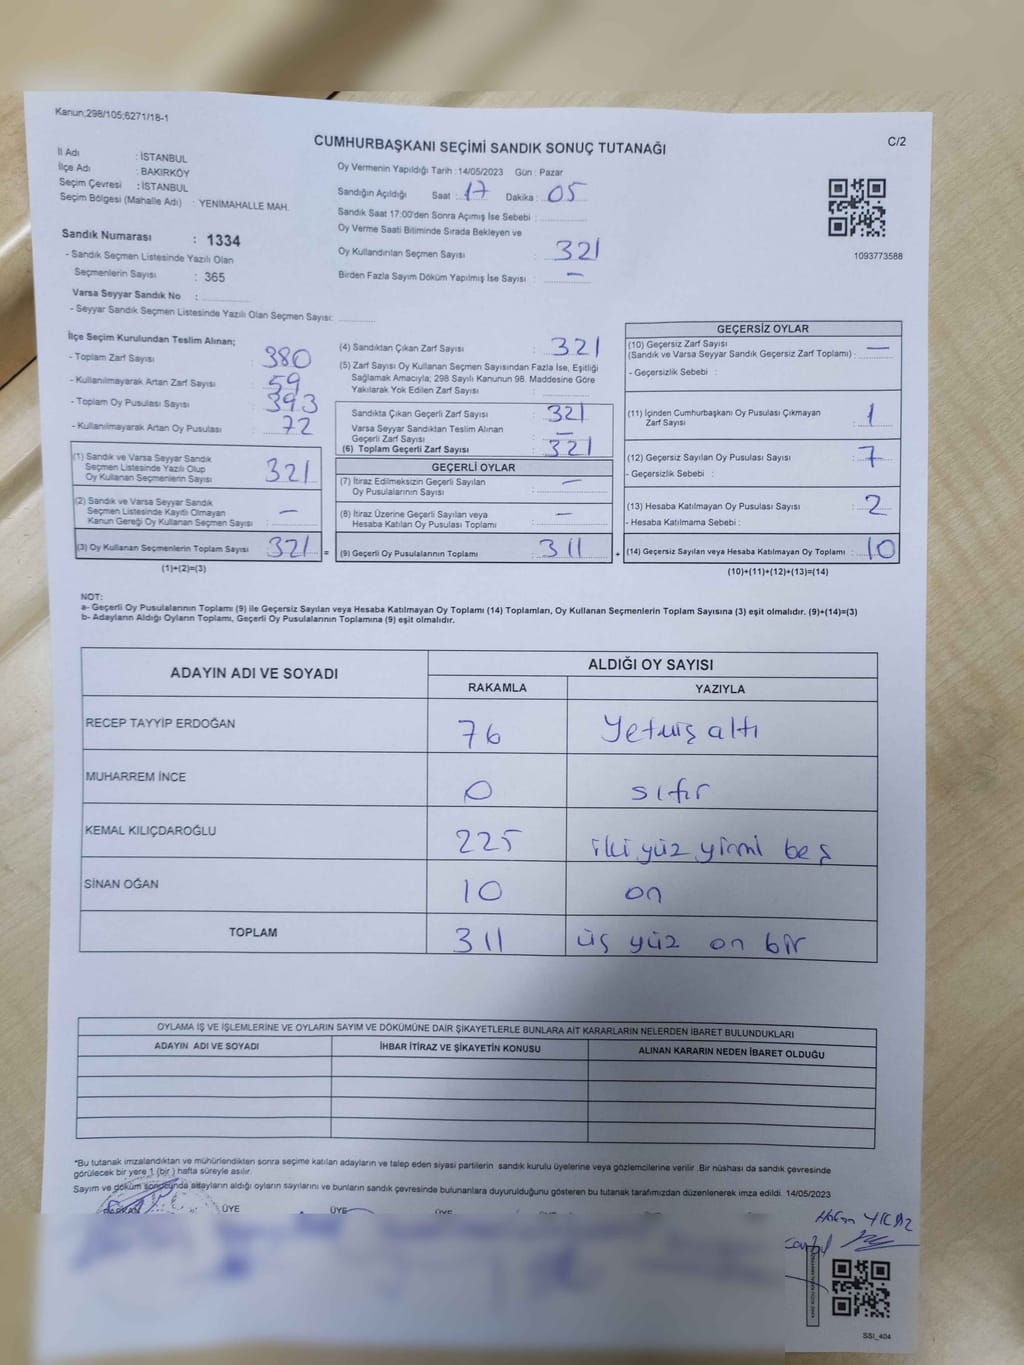 Kanun;298/105;6271/18-1
C/2
CUMHURBAŞKANI SEÇİMİ SANDIK SONUÇ TUTANAĞI
İl Adı : İSTANBUL
İlçe Adı : BAKIRKÖY
Seçim Çevresi : İSTANBUL
Seçim Bölgesi (Mahalle Adı) : YENİMAHALLE MAH.
Sandık Numarası : 1334
- Sandık Seçmen Listesinde Yazılı Olan
Seçmenlerin Sayısı : 365
Varsa Seyyar Sandık No :
- Seyyar Sandık Seçmen Listesinde Yazılı Olan Seçmen Sayısı:
Oy Vermenin Yapıldığı Tarih :14/05/2023 Gün : Pazar
Sandığın Açıldığı Saat : 17 Dakika : 05
Sandık Saat 17:00'den Sonra Açımış İse Sebebi :
Oy Verme Saati Bitiminde Sırada Bekleyen ve
Oy Kullandırılan Seçmen Sayısı : 321
Birden Fazla Sayım Döküm Yapılmış İse Sayısı : —
1093773588
İlçe Seçim Kurulundan Teslim Alınan;
- Toplam Zarf Sayısı : 380
- Kullanılmayarak Artan Zarf Sayısı : 59
- Toplam Oy Pusulası Sayısı : 393
- Kullanılmayarak Artan Oy Pusulası : 72
(1) Sandık ve Varsa Seyyar Sandık
Seçmen Listesinde Yazılı Olup
Oy Kullanan Seçmenlerin Sayısı : 321
(2) Sandık ve Varsa Seyyar Sandık
Seçmen Listesinde Kayıtlı Olmayan
Kanun Gereği Oy Kullanan Seçmen Sayısı : —
(3) Oy Kullanan Seçmenlerin Toplam Sayısı : 321 =
(1)+(2)=(3)
(4) Sandıktan Çıkan Zarf Sayısı : 321
(5) Zarf Sayısı Oy Kullanan Seçmen Sayısından Fazla İse, Eşitliği
Sağlamak Amacıyla; 298 Sayılı Kanunun 98. Maddesine Göre
Yakılarak Yok Edilen Zarf Sayısı :
Sandıkta Çıkan Geçerli Zarf Sayısı : 321
Varsa Seyyar Sandıktan Teslim Alınan
Geçerli Zarf Sayısı : —
(6) Toplam Geçerli Zarf Sayısı : 321
GEÇERLİ OYLAR
(7) İtiraz Edilmeksizin Geçerli Sayılan
Oy Pusulalarının Sayısı : —
(8) İtiraz Üzerine Geçerli Sayılan veya
Hesaba Katılan Oy Pusulası Toplamı : —
(9) Geçerli Oy Pusulalarının Toplamı : 311 +
GEÇERSİZ OYLAR
(10) Geçersiz Zarf Sayısı
(Sandık ve Varsa Seyyar Sandık Geçersiz Zarf Toplamı) : —
- Geçersizlik Sebebi :
(11) İçinden Cumhurbaşkanı Oy Pusulası Çıkmayan
Zarf Sayısı : 1
(12) Geçersiz Sayılan Oy Pusulası Sayısı : 7
- Geçersizlik Sebebi :
(13) Hesaba Katılmayan Oy Pusulası Sayısı : 2
- Hesaba Katılmama Sebebi :
(14) Geçersiz Sayılan veya Hesaba Katılmayan Oy Toplamı : 10
(10)+(11)+(12)+(13)=(14)
NOT:
a- Geçerli Oy Pusulalarının Toplamı (9) ile Geçersiz Sayılan veya Hesaba Katılmayan Oy Toplamı (14) Toplamları, Oy Kullanan Seçmenlerin Toplam Sayısına (3) eşit olmalıdır. (9)+(14)=(3)
b- Adayların Aldığı Oyların Toplamı, Geçerli Oy Pusulalarının Toplamına (9) eşit olmalıdır.
ADAYIN ADI VE SOYADI ALDIĞI OY SAYISI
RAKAMLA YAZIYLA
RECEP TAYYİP ERDOĞAN 76 Yetmiş altı
MUHARREM İNCE 0 sıfır
KEMAL KILIÇDAROĞLU 225 iki yüz yirmi beş
SİNAN OĞAN 10 on
TOPLAM 311 üç yüz on bir
OYLAMA İŞ VE İŞLEMLERİNE VE OYLARIN SAYIM VE DÖKÜMÜNE DAİR ŞİKAYETLERLE BUNLARA AİT KARARLARIN NELERDEN İBARET BULUNDUKLARI
ADAYIN ADI VE SOYADI İHBAR İTİRAZ VE ŞİKAYETİN KONUSU ALINAN KARARIN NEDEN İBARET OLDUĞU
*Bu tutanak imzalandıktan ve mühürlendikten sonra seçime katılan adayların ve talep eden siyasi partilerin sandık kurulu üyelerine veya gözlemcilerine verilir .Bir nüshası da sandık çevresinde
görülecek bir yere 1 (bir ) hafta süreyle asılır.
Sayım ve döküm sonucunda adayların aldığı oyların sayılarını ve bunların sandık çevresinde bulunanlara duyurulduğunu gösteren bu tutanak tarafımızdan düzenlenerek imza edildi. 14/05/2023
BAŞKAN ÜYE ÜYE ÜYE ÜYE
SSI_404